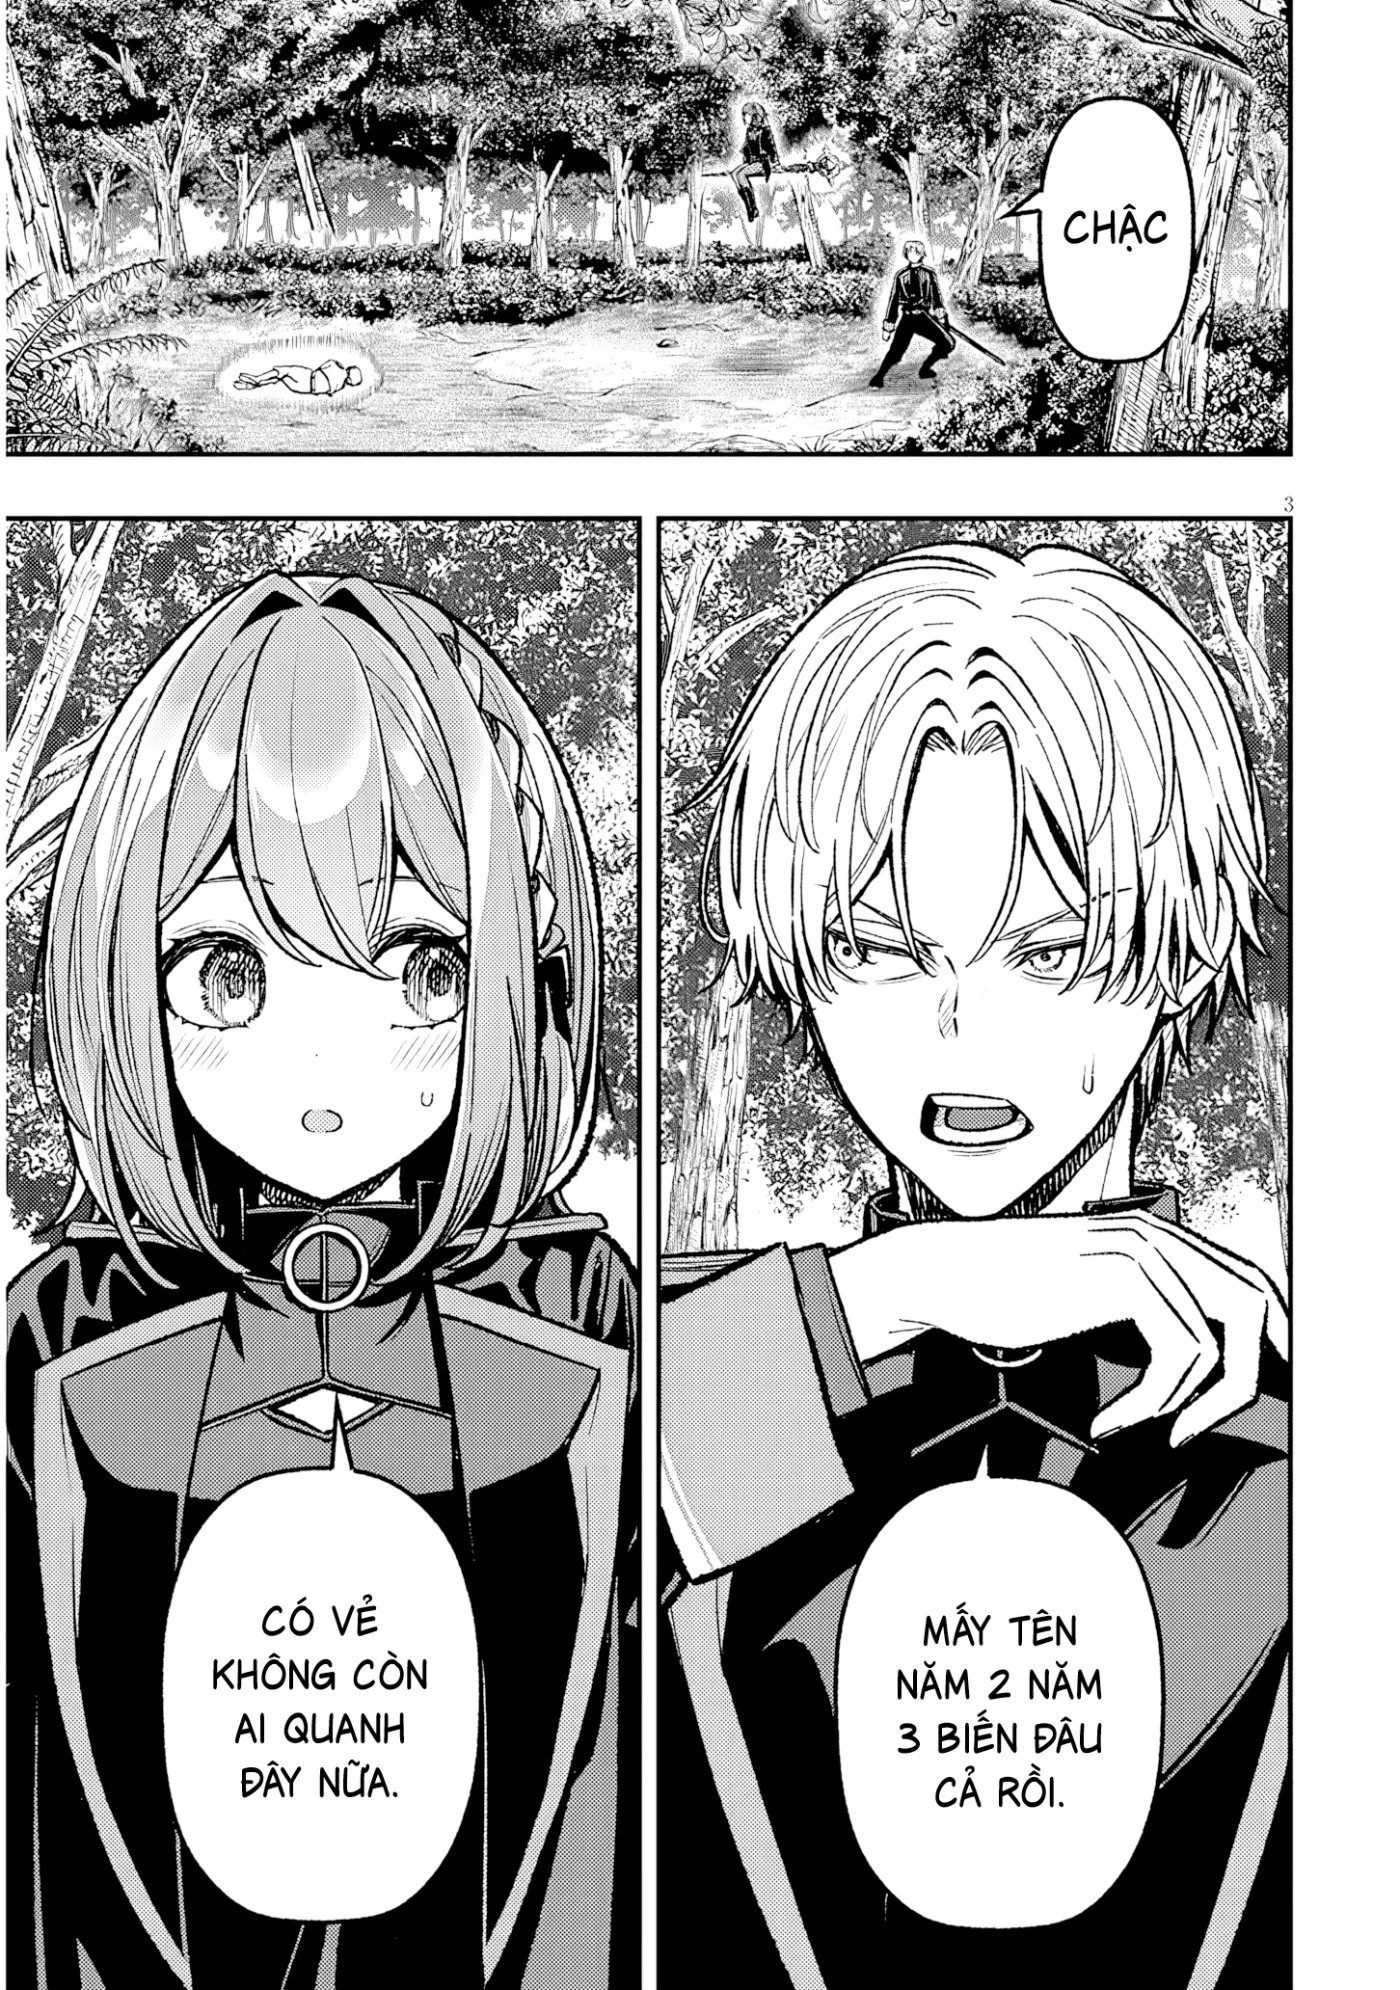 CHẬC
3
MẤY TÊN
NĂM 2 NĂM
3 BIẾN ĐÂU
CẢ RỒI.
CÓ VẺ
KHÔNG CÒN
AI QUANH
ĐÂY NỮA.